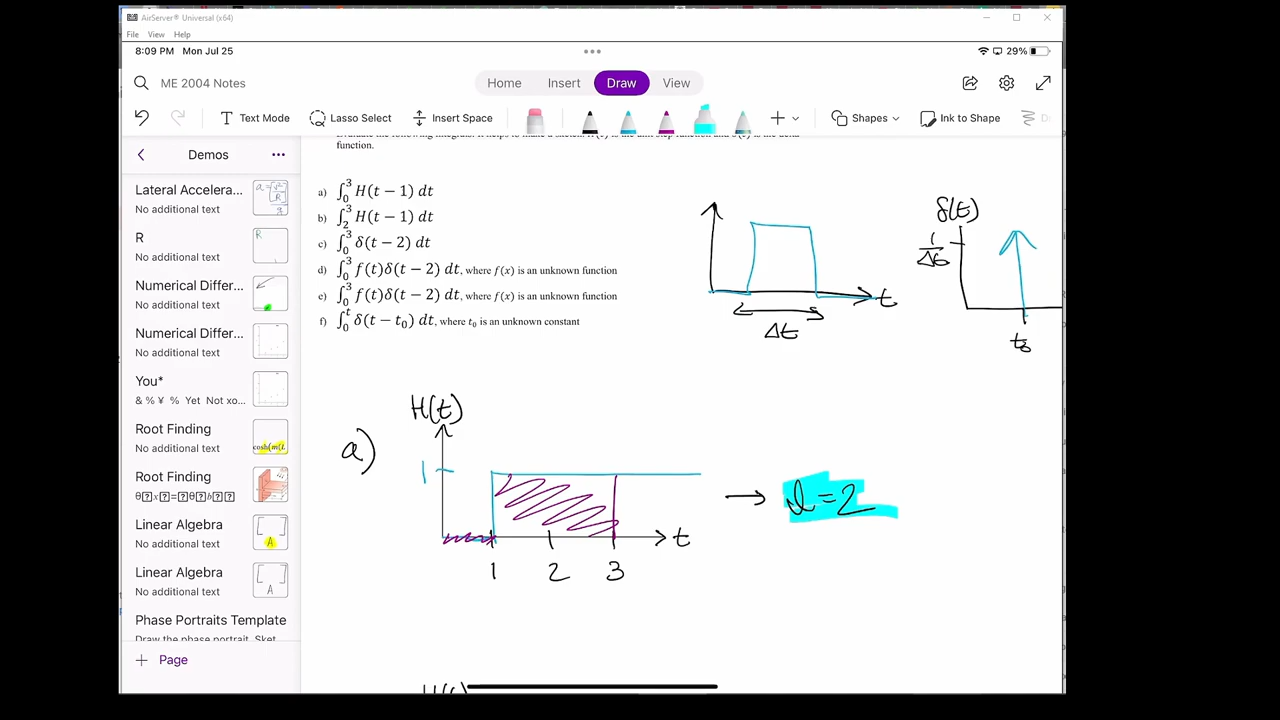 AirServer® Universal (x64)
File View Help
8:09 PM Mon Jul 25
29%
ME 2004 Notes
Home Insert Draw View
Text Mode Lasso Select Insert Space Shapes Ink to Shape
Demos
Lateral Accelera...
No additional text
R
No additional text
Numerical Differ...
No additional text
Numerical Differ...
No additional text
You*
& % ¥ % Yet Not xo...
Root Finding
No additional text
Root Finding
Linear Algebra
No additional text
Linear Algebra
No additional text
Phase Portraits Template
Page
function.
a) ∫₀³ H(t − 1) dt
b) ∫₂³ H(t − 1) dt
c) ∫₀³ δ(t − 2) dt
d) ∫₀³ f(t)δ(t − 2) dt, where f(x) is an unknown function
e) ∫₀³ f(t)δ(t − 2) dt, where f(x) is an unknown function
f) ∫₀ᵗ δ(t − t₀) dt, where t₀ is an unknown constant
t
Δt
δ(t)
1/Δt
t₀
a)
H(t)
1
t
1 2 3
→ I = 2